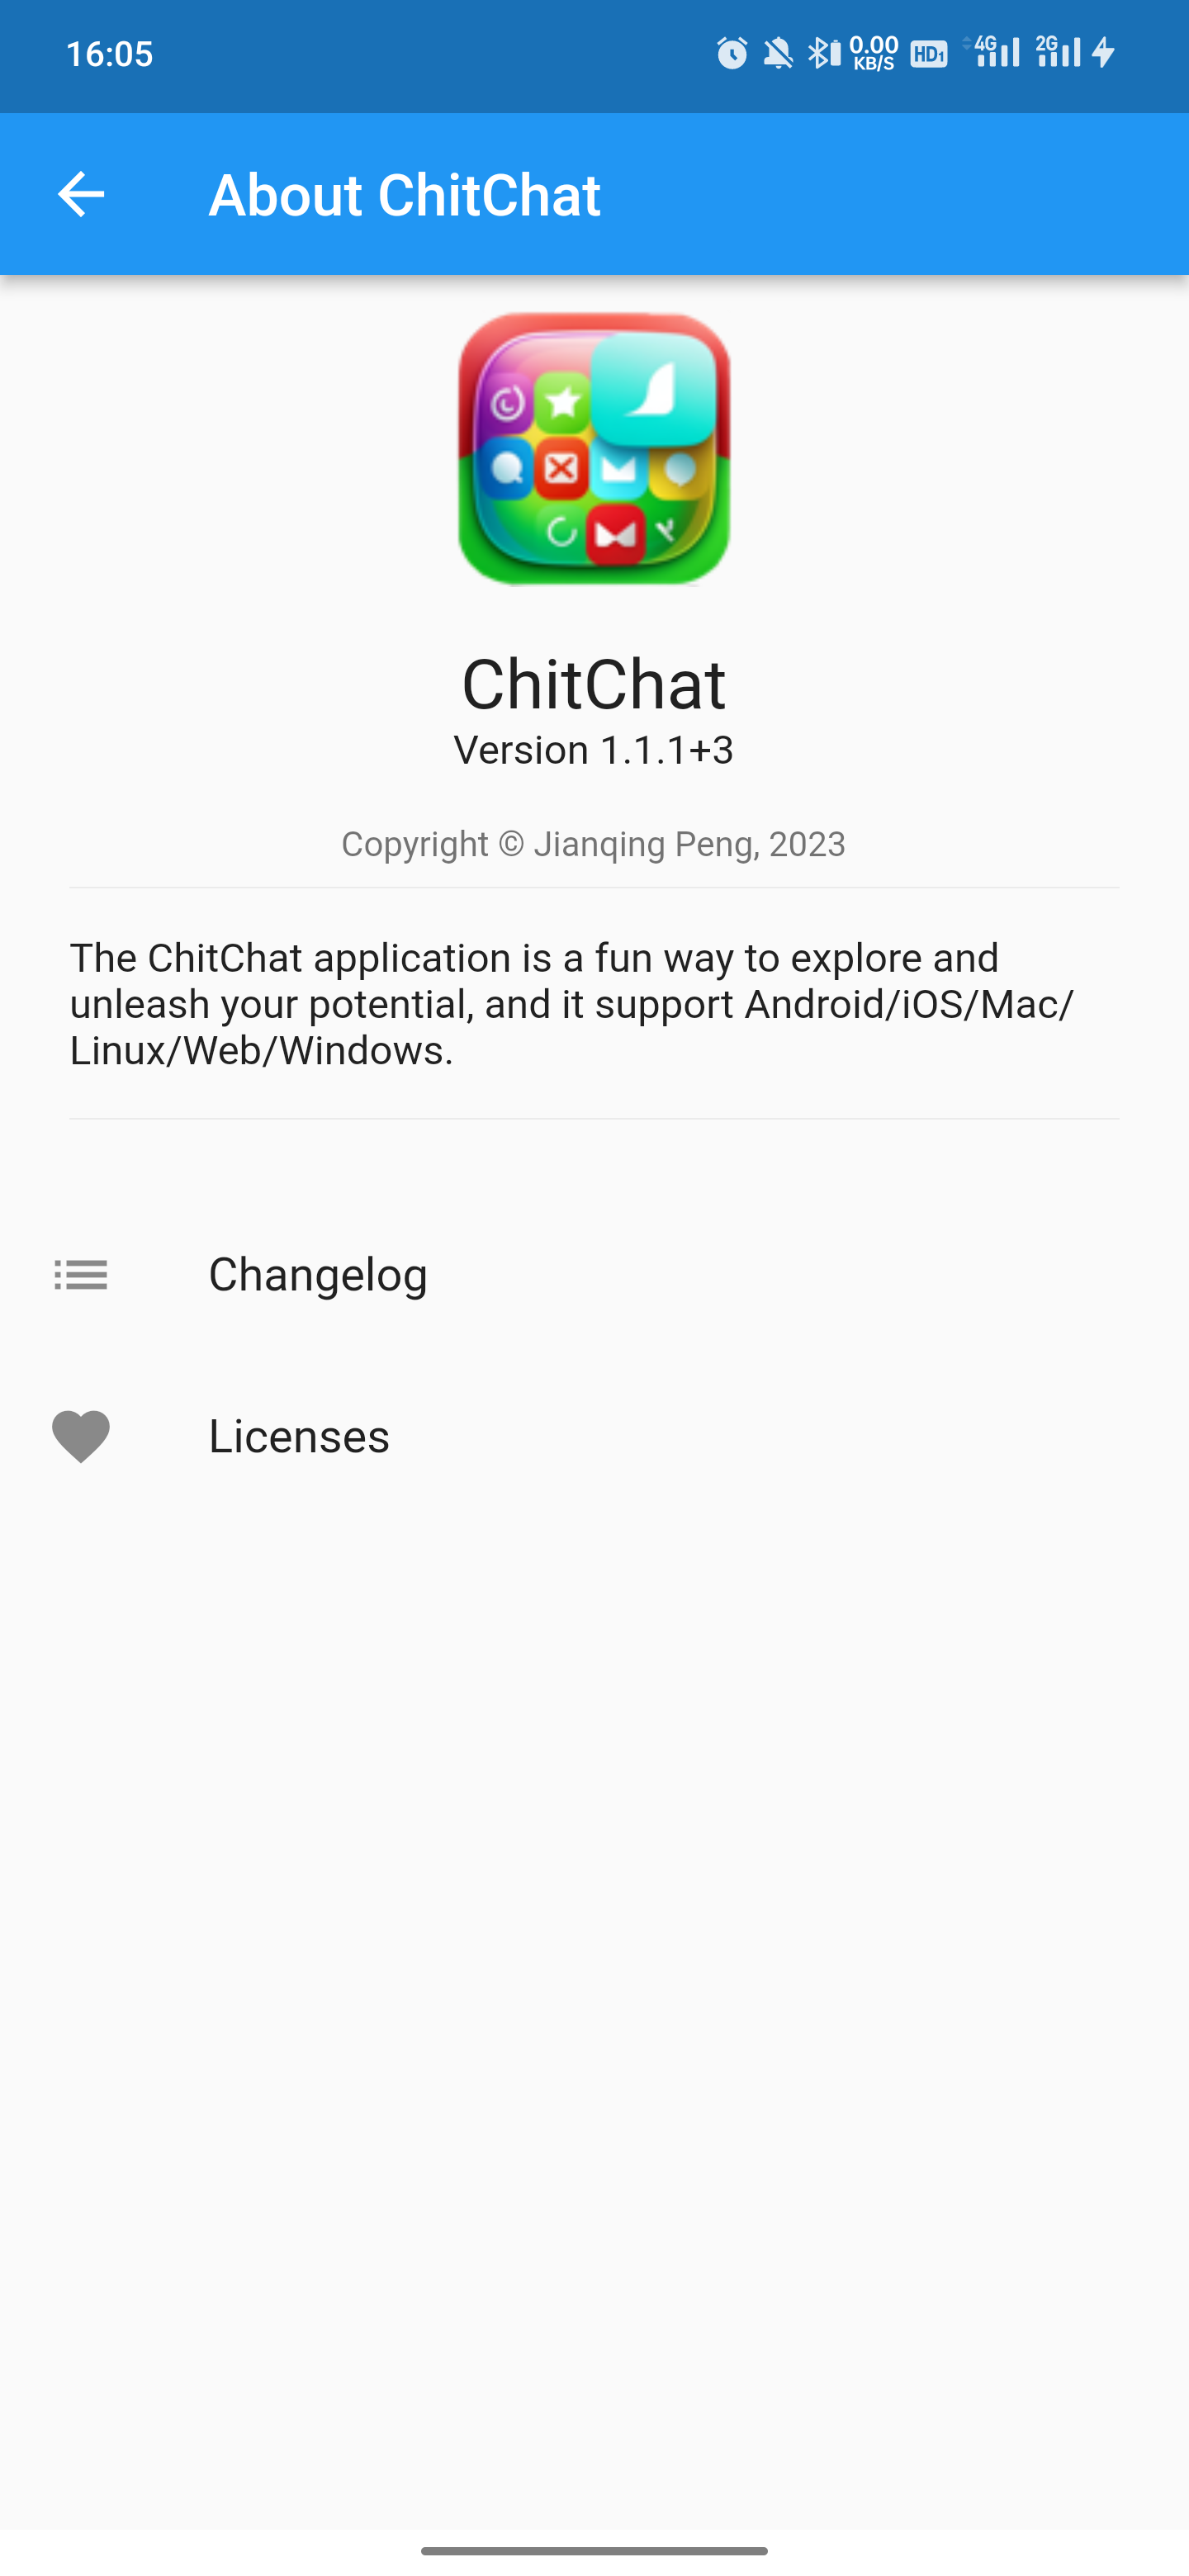 16:05
0.00
KB/S
HD1
4G
2G
About ChitChat
ChitChat
Version 1.1.1+3
Copyright © Jianqing Peng, 2023
The ChitChat application is a fun way to explore and
unleash your potential, and it support Android/iOS/Mac/
Linux/Web/Windows.
Changelog
Licenses